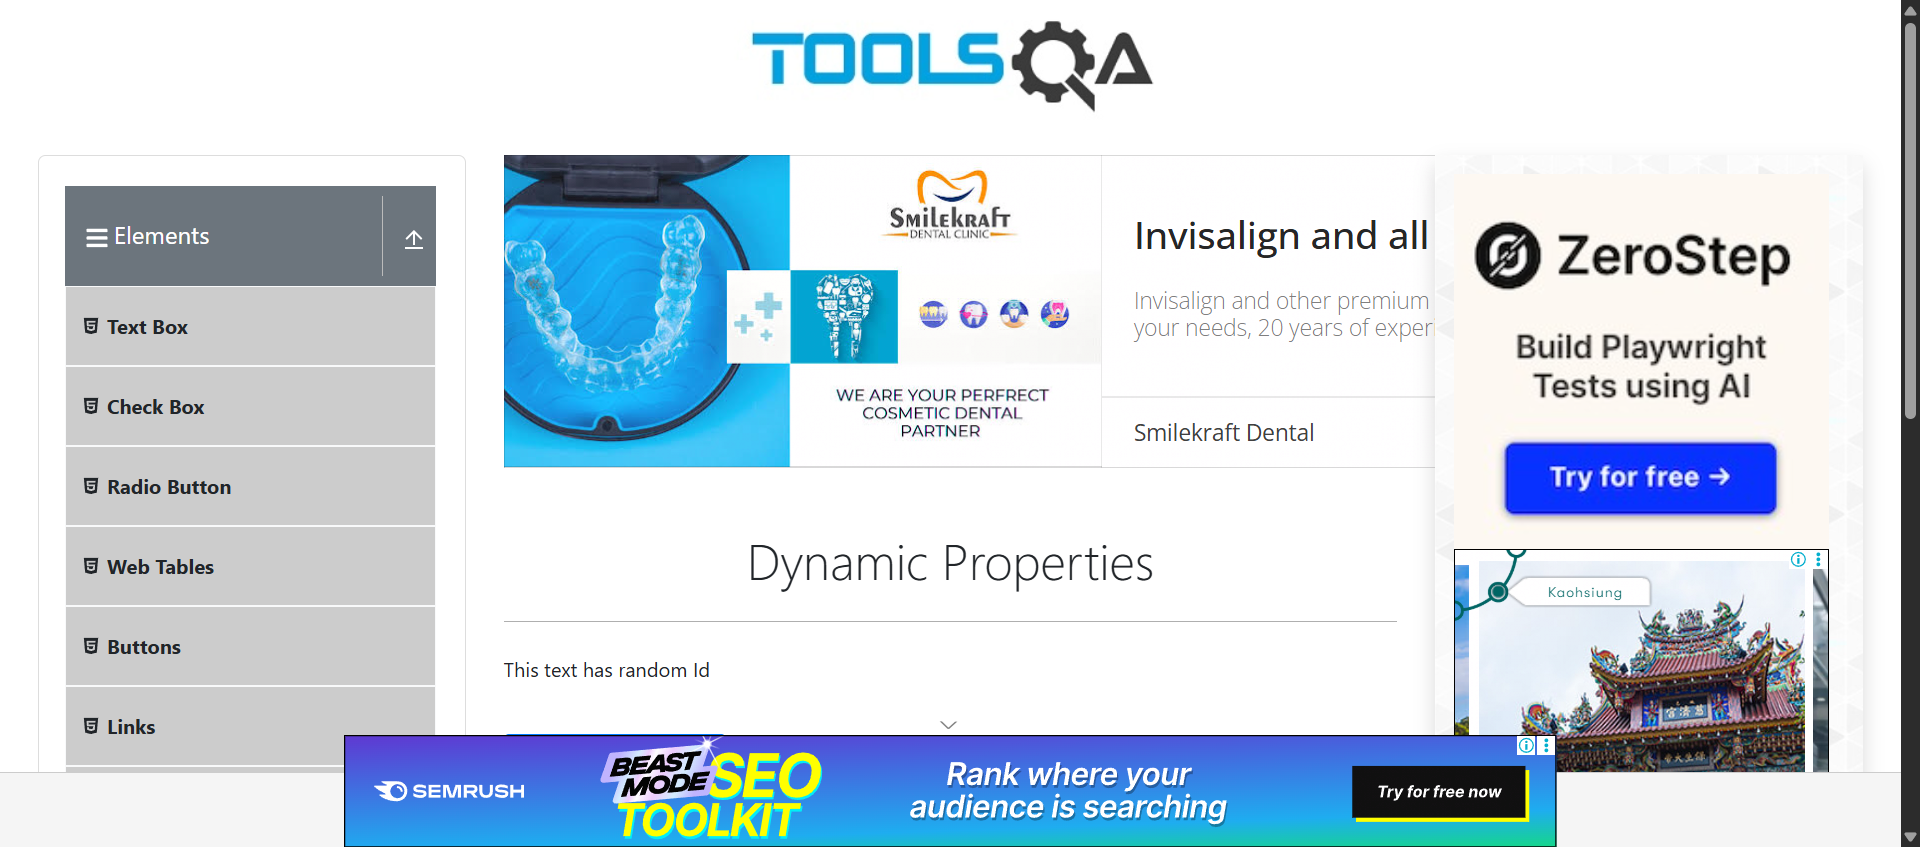 TOOLSQA
Elements
Text Box
Check Box
Radio Button
Web Tables
Buttons
Links
SMILEKRAFT
DENTAL CLINIC
WE ARE YOUR PERFRECT
COSMETIC DENTAL
PARTNER
Invisalign and all
Invisalign and other premium
your needs, 20 years of exper
Smilekraft Dental
Dynamic Properties
This text has random Id
ZeroStep
Build Playwright
Tests using AI
Try for free →
Kaohsiung
SEMRUSH
BEAST
MODE SEO
TOOLKIT
Rank where your
audience is searching
Try for free now